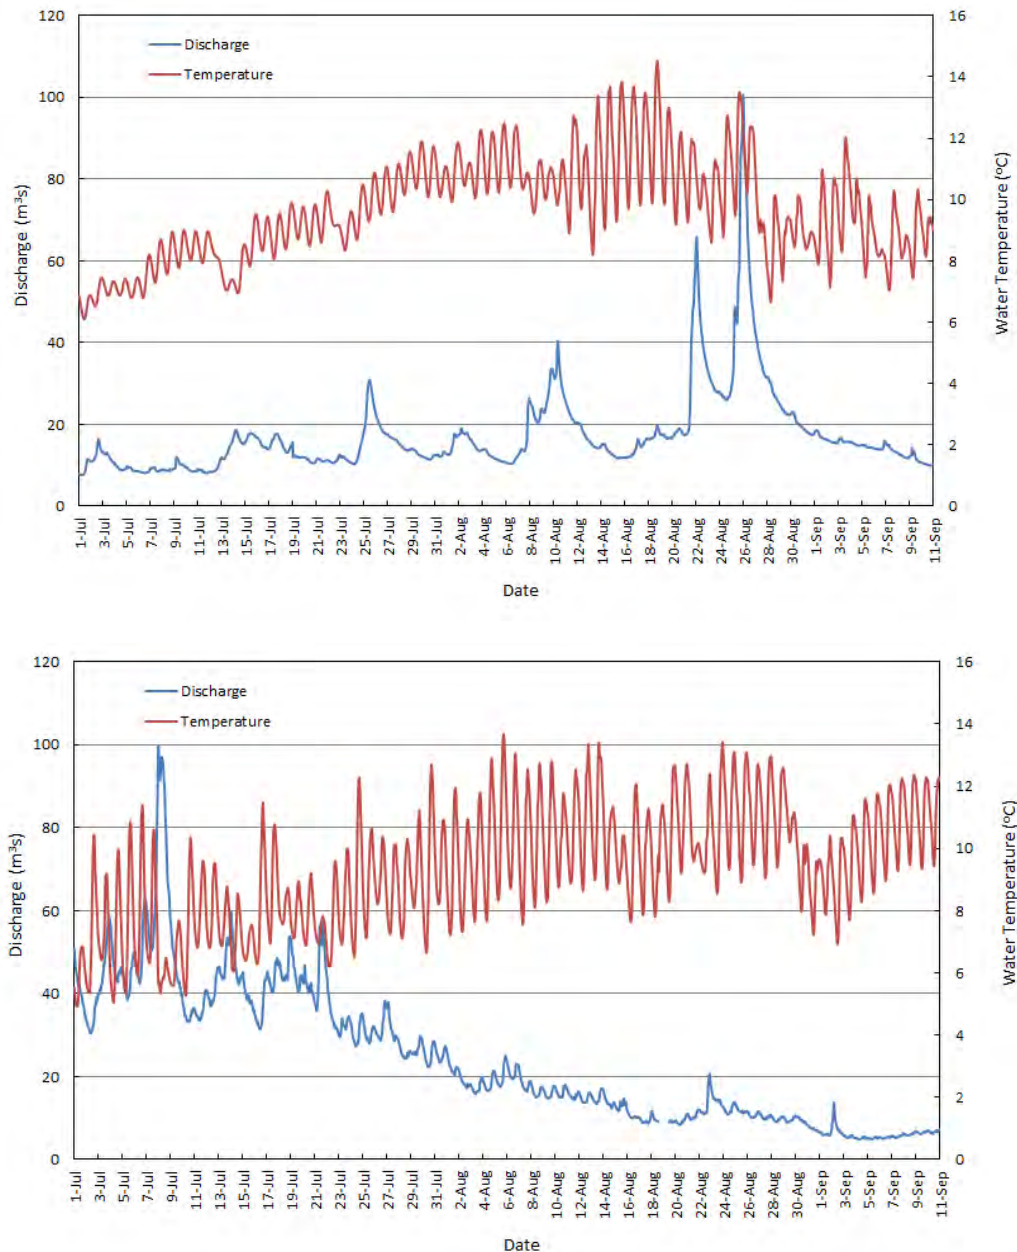 120
100
80
60
40
20
0
Discharge (m³s)
Discharge
Temperature
16
14
12
10
8
6
4
2
0
Water Temperature (ºC)
1-Jul
3-Jul
5-Jul
7-Jul
9-Jul
11-Jul
13-Jul
15-Jul
17-Jul
19-Jul
21-Jul
23-Jul
25-Jul
27-Jul
29-Jul
31-Jul
2-Aug
4-Aug
6-Aug
8-Aug
10-Aug
12-Aug
14-Aug
16-Aug
18-Aug
20-Aug
22-Aug
24-Aug
26-Aug
28-Aug
30-Aug
1-Sep
3-Sep
5-Sep
7-Sep
9-Sep
11-Sep
Date
120
100
80
60
40
20
0
Discharge (m³s)
Discharge
Temperature
16
14
12
10
8
6
4
2
0
Water Temperature (ºC)
1-Jul
3-Jul
5-Jul
7-Jul
9-Jul
11-Jul
13-Jul
15-Jul
17-Jul
19-Jul
21-Jul
23-Jul
25-Jul
27-Jul
29-Jul
31-Jul
2-Aug
4-Aug
6-Aug
8-Aug
10-Aug
12-Aug
14-Aug
16-Aug
18-Aug
20-Aug
22-Aug
24-Aug
26-Aug
28-Aug
30-Aug
1-Sep
3-Sep
5-Sep
7-Sep
9-Sep
11-Sep
Date